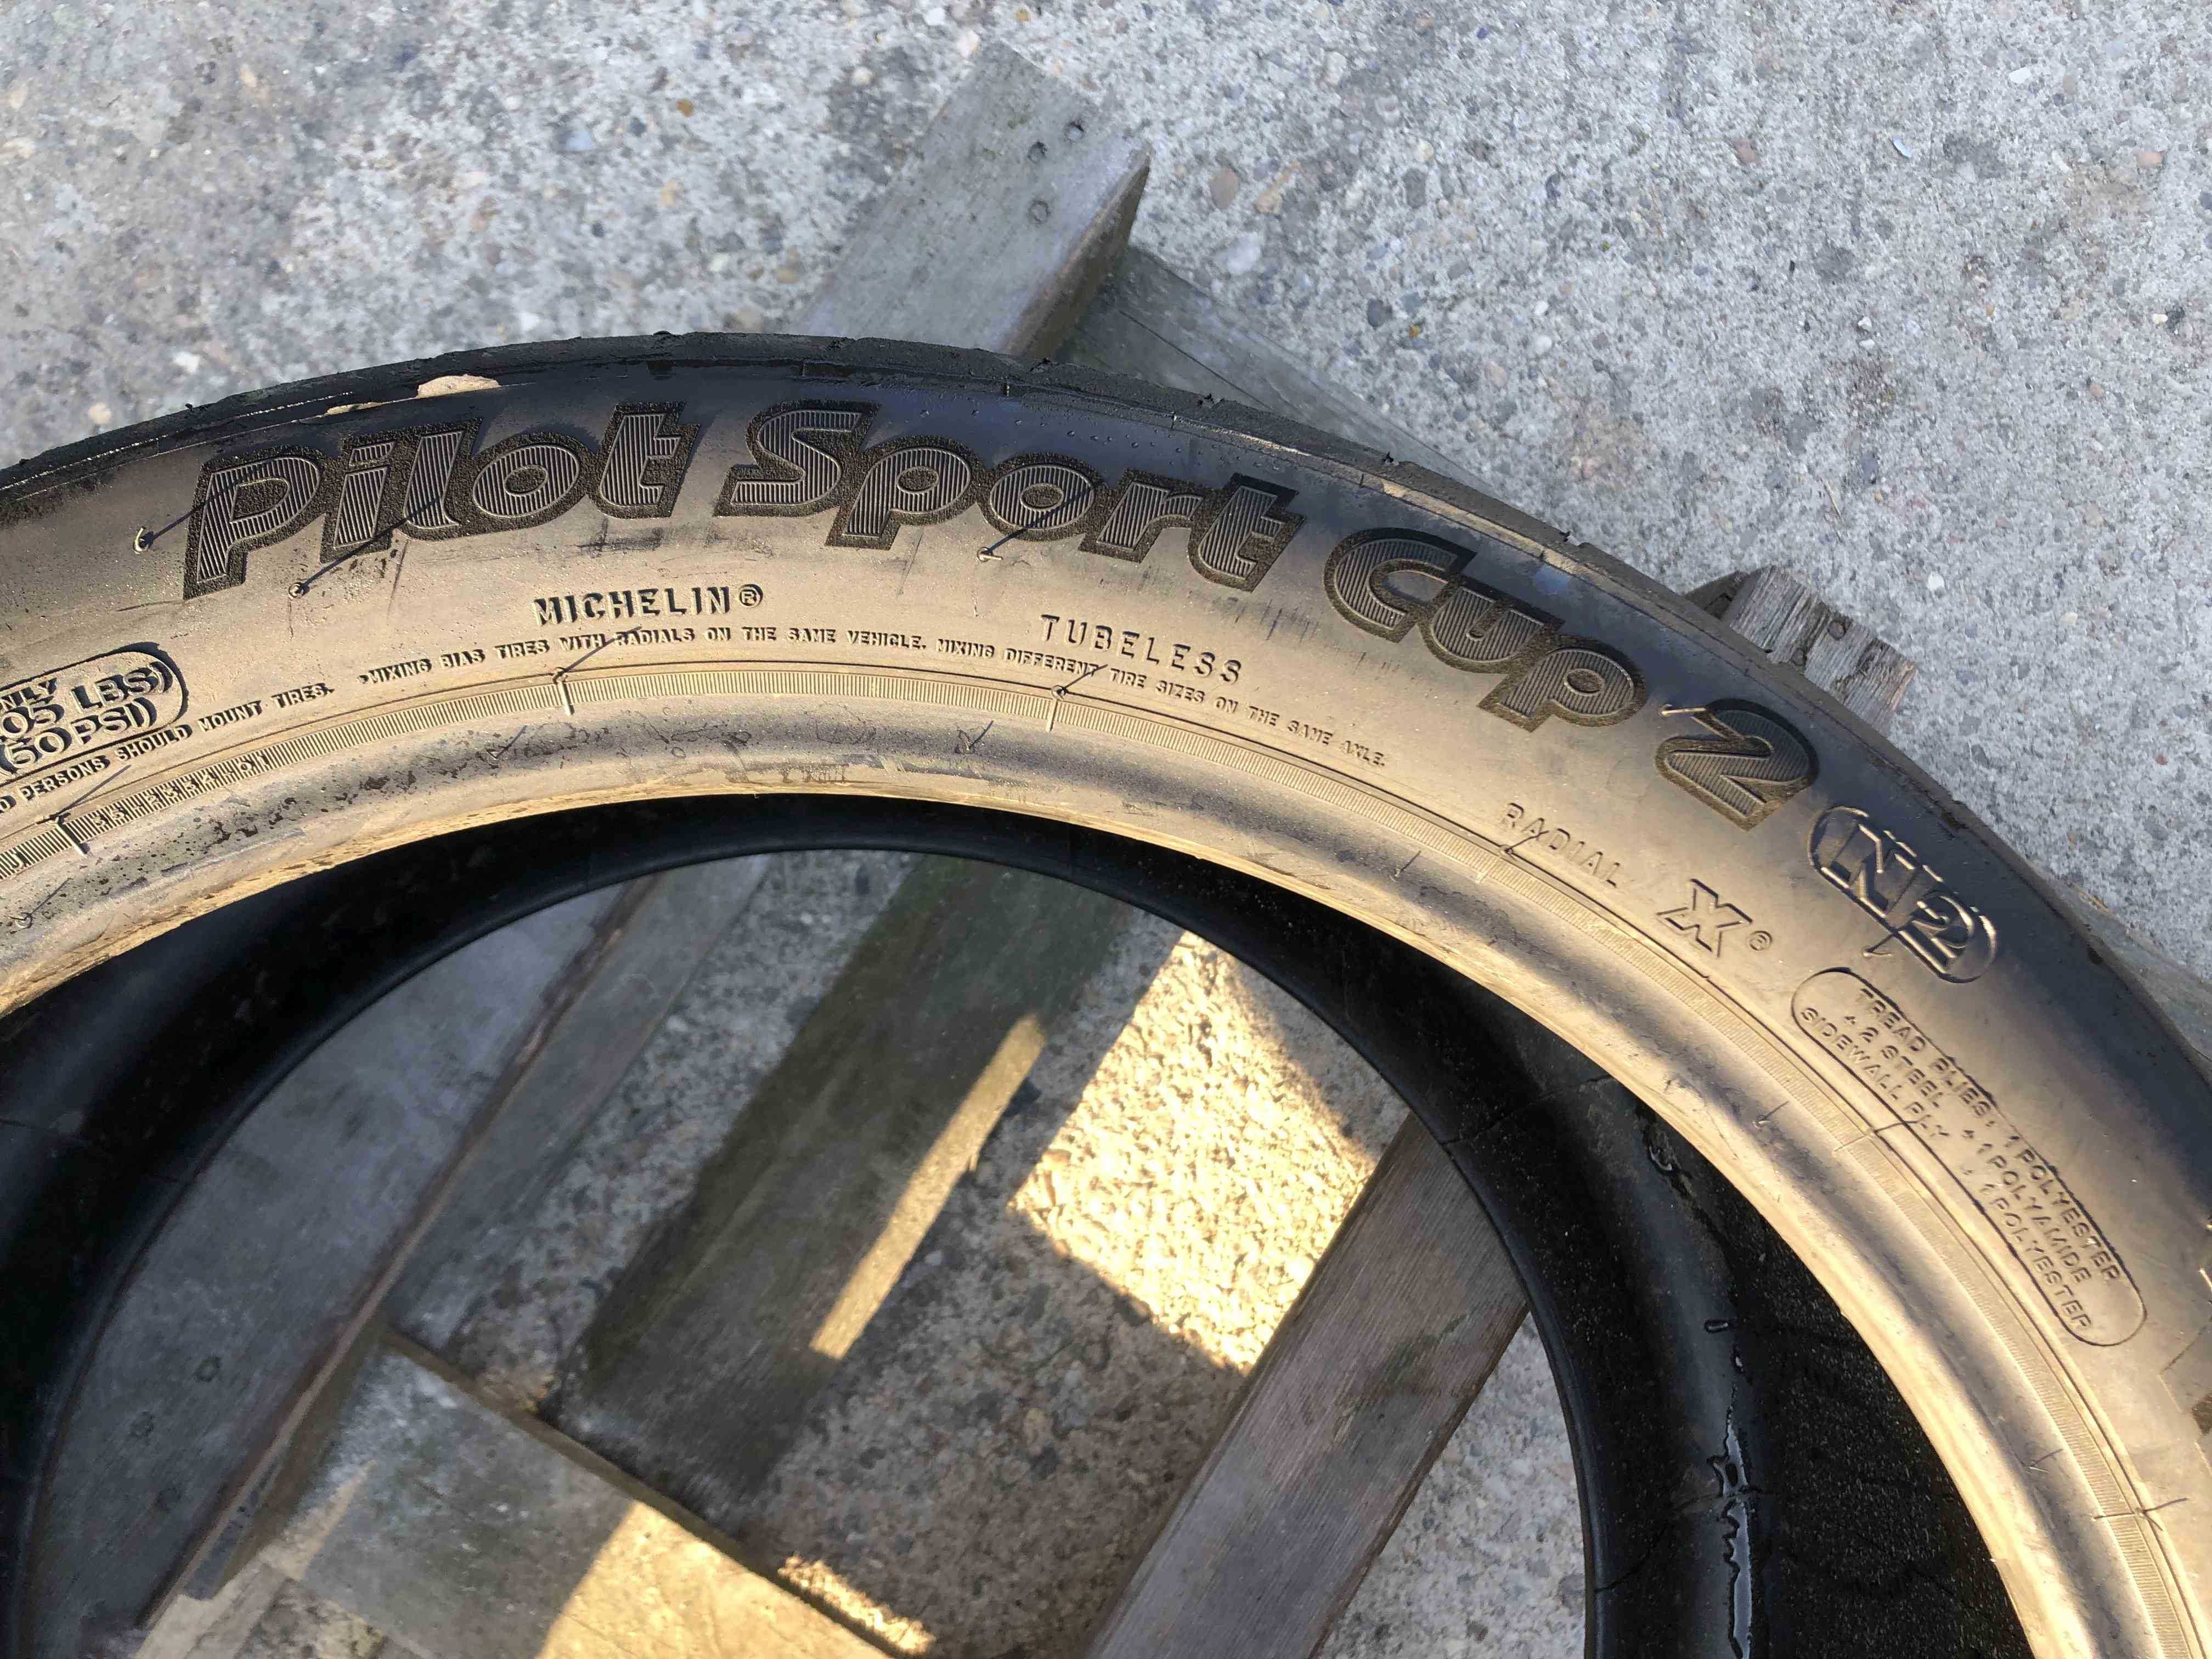 Pilot Sport Cup 2
N2
MICHELIN®
TUBELESS
MIXING BIAS TIRES WITH RADIALS ON THE SAME VEHICLE. MIXING DIFFERENT TIRE SIZES ON THE SAME AXLE.
LBS)
(50 PSI)
PERSONS SHOULD MOUNT TIRES.
RADIAL X®
TREAD PLIES: 1 POLYESTER
+ 2 STEEL + 1 POLYAMIDE
SIDEWALL PLY : 1 POLYESTER